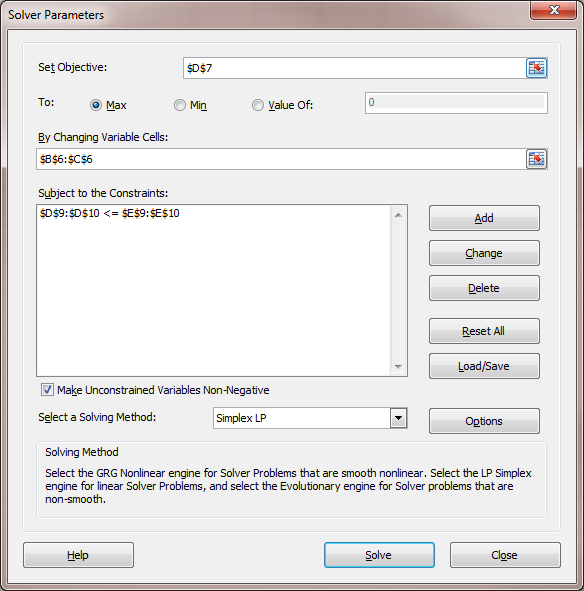 Solver Parameters
Set Objective: $D$7
To: Max Min Value Of: 0
By Changing Variable Cells:
$B$6:$C$6
Subject to the Constraints:
$D$9:$D$10 <= $E$9:$E$10
Add
Change
Delete
Reset All
Load/Save
Make Unconstrained Variables Non-Negative
Select a Solving Method: Simplex LP Options
Solving Method
Select the GRG Nonlinear engine for Solver Problems that are smooth nonlinear. Select the LP Simplex
engine for linear Solver Problems, and select the Evolutionary engine for Solver problems that are
non-smooth.
Help Solve Close